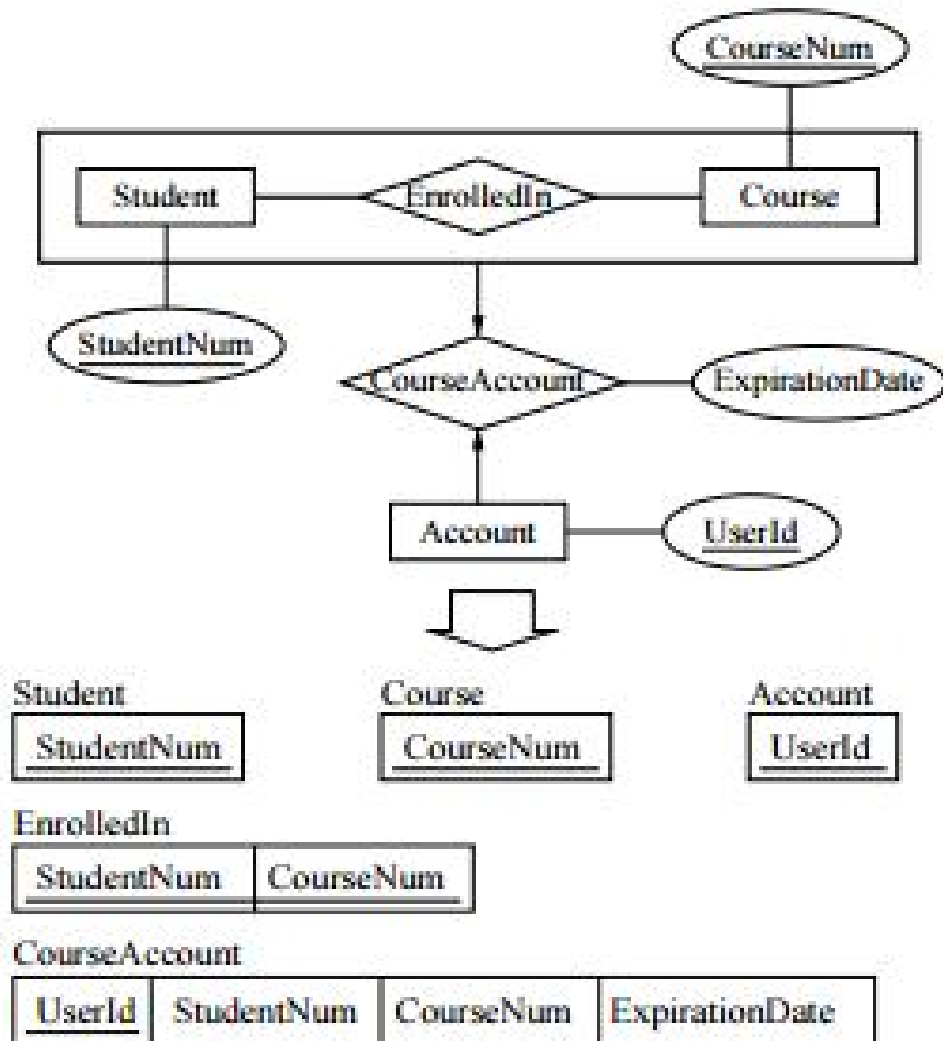 CourseNum
Student EnrolledIn Course
StudentNum
CourseAccount ExpirationDate
Account UserId
Student Course Account
StudentNum CourseNum UserId
EnrolledIn
StudentNum CourseNum
CourseAccount
UserId StudentNum CourseNum ExpirationDate